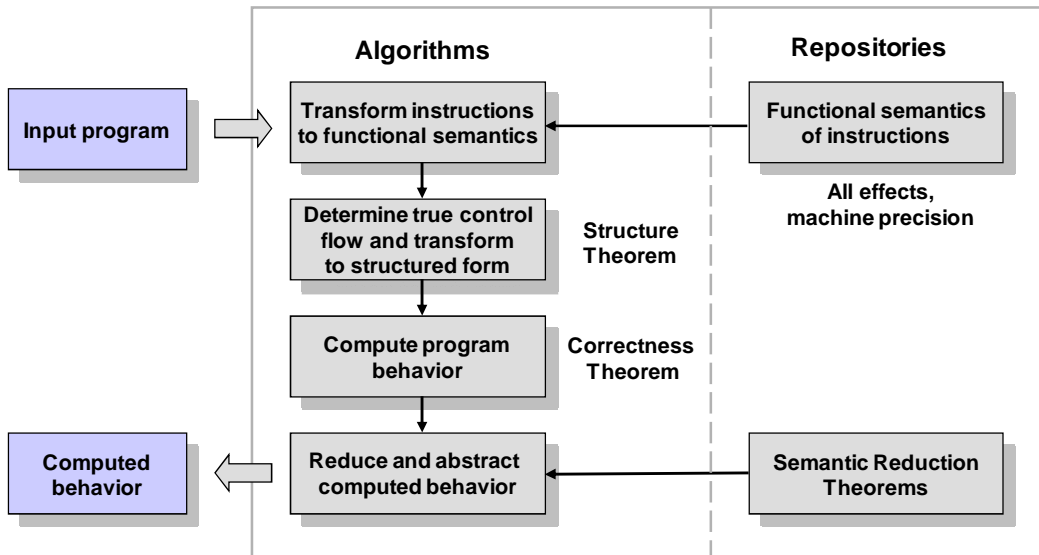 Algorithms
Repositories
Input program
Transform instructions
to functional semantics
Functional semantics
of instructions
All effects,
machine precision
Determine true control
flow and transform
to structured form
Structure
Theorem
Compute program
behavior
Correctness
Theorem
Computed
behavior
Reduce and abstract
computed behavior
Semantic Reduction
Theorems